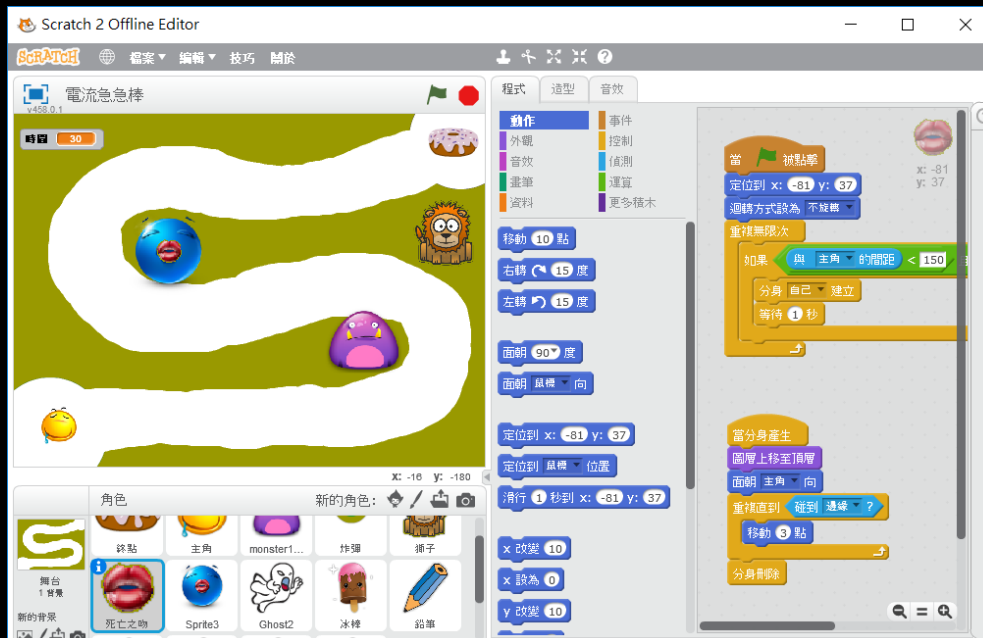 Scratch 2 Offline Editor
SCRATCH 檔案▼ 編輯▼ 技巧 關於
電流急急棒
v458.0.1
30
x: -16 y: -180
角色 新的角色:
終點 主角 monster1... 炸彈 獅子
舞台
1 背景
新的背景
死亡之吻 Sprite3 Ghost2 冰棒 鉛筆
程式 造型 音效
動作 事件
外觀 控制
音效 偵測
畫筆 運算
資料 更多積木
移動 10 點
右轉 15 度
左轉 15 度
面朝 90▼ 度
面朝 鼠標 向
定位到 x: -81 y: 37
定位到 鼠標 位置
滑行 1 秒到 x: -81 y: 37
x 改變 10
x 設為 0
y 改變 10
x: -81
y: 37
當 被點擊
定位到 x: -81 y: 37
迴轉方式設為 不旋轉
重複無限次
如果 與 主角 的間距 < 150
分身 自己 建立
等待 1 秒
當分身產生
圖層上移至頂層
面朝 主角 向
重複直到 碰到 邊緣 ?
移動 3 點
分身刪除